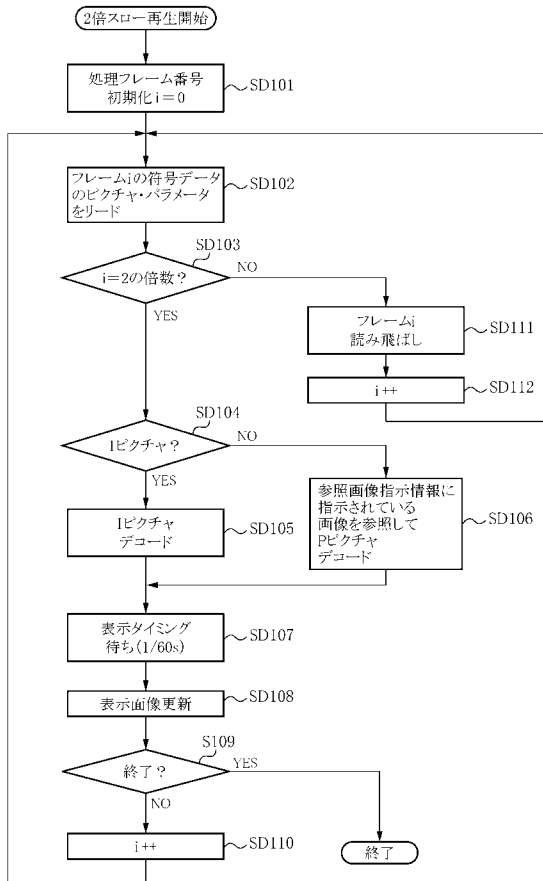 2倍スロー再生開始
処理フレーム番号
初期化 i=0
SD101
フレームiの符号データ
のピクチャ・パラメータ
をリード
SD102
SD103
i=2の倍数?
NO
YES
フレームi
読み飛ばし
SD111
i++
SD112
SD104
Iピクチャ?
NO
YES
Iピクチャ
デコード
SD105
参照画像指示情報に
指示されている
画像を参照して
Pピクチャ
デコード
SD106
表示タイミング
待ち(1/60s)
SD107
表示画像更新
SD108
S109
終了?
YES
NO
i++
SD110
終了